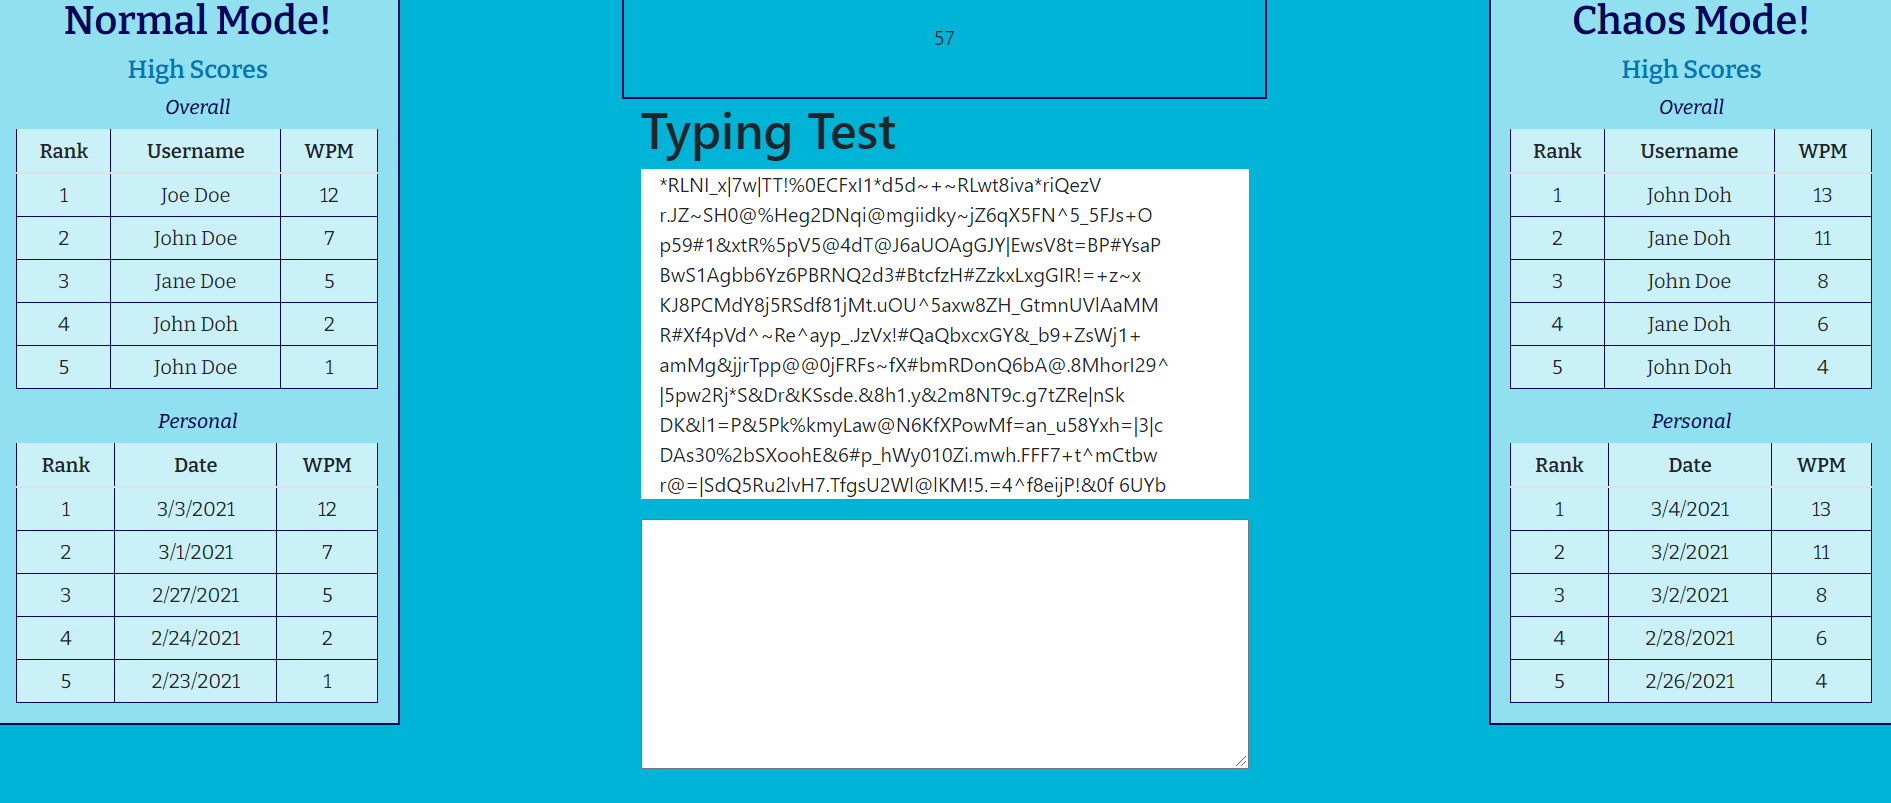 Normal Mode!
High Scores
Overall
Rank Username WPM
1 Joe Doe 12
2 John Doe 7
3 Jane Doe 5
4 John Doh 2
5 John Doe 1
Personal
Rank Date WPM
1 3/3/2021 12
2 3/1/2021 7
3 2/27/2021 5
4 2/24/2021 2
5 2/23/2021 1
57
Typing Test
*RLNI_x|7w|TT!%0ECFxI1*d5d~+~RLwt8iva*riQezV
r.JZ~SH0@%Heg2DNqi@mgiidky~jZ6qX5FN^5_5FJs+O
p59#1&xtR%5pV5@4dT@J6aUOAgGJY|EwsV8t=BP#YsaP
BwS1Agbb6Yz6PBRNQ2d3#BtcfzH#ZzkxLxgGIR!=+z~x
KJ8PCMdY8j5RSdf81jMt.uOU^5axw8ZH_GtmnUVlAaMM
R#Xf4pVd^~Re^ayp_.JzVx!#QaQbxcxGY&_b9+ZsWj1+
amMg&jjrTpp@@0jFRFs~fX#bmRDonQ6bA@.8MhorI29^
|5pw2Rj*S&Dr&KSsde.&8h1.y&2m8NT9c.g7tZRe|nSk
DK&l1=P&5Pk%kmyLaw@N6KfXPowMf=an_u58Yxh=|3|c
DAs30%2bSXoohE&6#p_hWy010Zi.mwh.FFF7+t^mCtbw
r@=|SdQ5Ru2lvH7.TfgsU2Wl@lKM!5.=4^f8eijP!&0f 6UYb
Chaos Mode!
High Scores
Overall
Rank Username WPM
1 John Doh 13
2 Jane Doh 11
3 John Doe 8
4 Jane Doh 6
5 John Doh 4
Personal
Rank Date WPM
1 3/4/2021 13
2 3/2/2021 11
3 3/2/2021 8
4 2/28/2021 6
5 2/26/2021 4